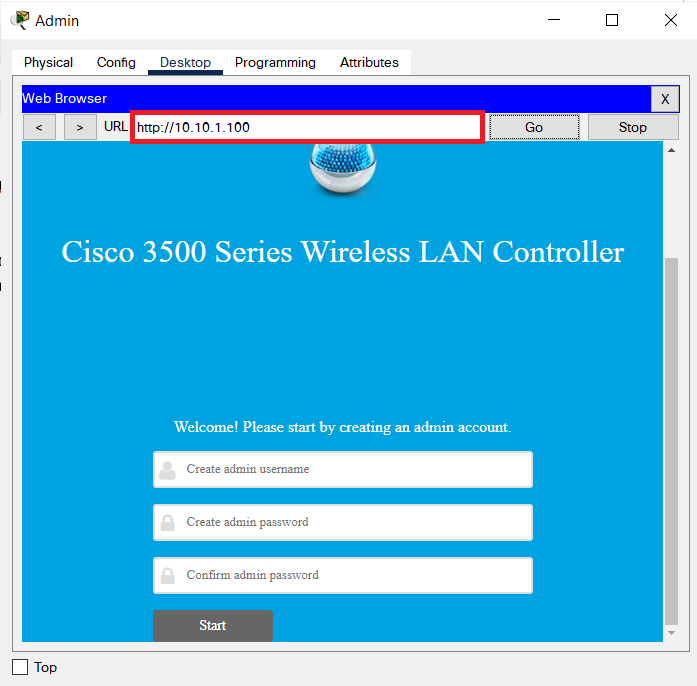 Admin
Physical Config Desktop Programming Attributes
Web Browser X
< > URL http://10.10.1.100 Go Stop
Cisco 3500 Series Wireless LAN Controller
Welcome! Please start by creating an admin account.
Create admin username
Create admin password
Confirm admin password
Start
Top